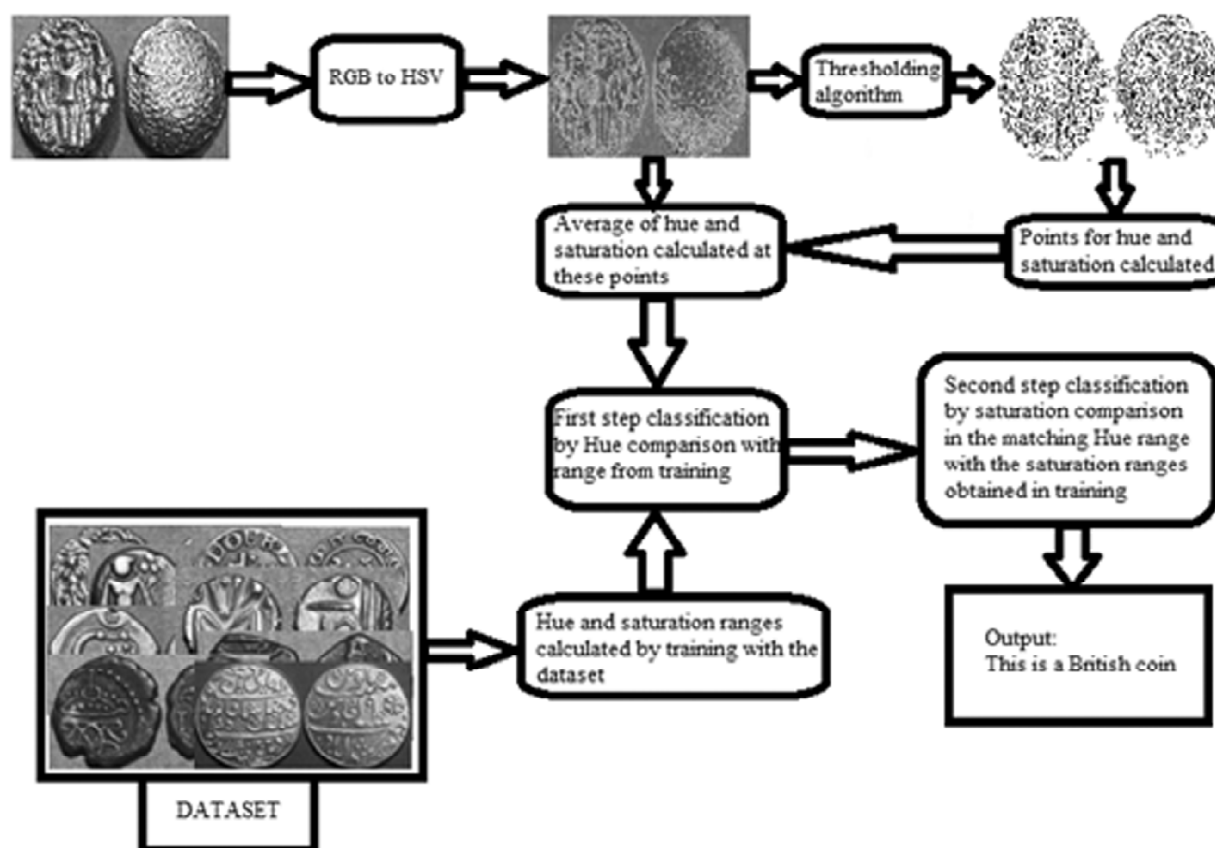 RGB to HSV
Thresholding
algorithm
Average of hue and
saturation calculated at
these points
Points for hue and
saturation calculated
First step classification
by Hue comparison with
range from training
Second step classification
by saturation comparison
in the matching Hue range
with the saturation ranges
obtained in training
Hue and saturation ranges
calculated by training with the
dataset
Output:
This is a British coin
DATASET